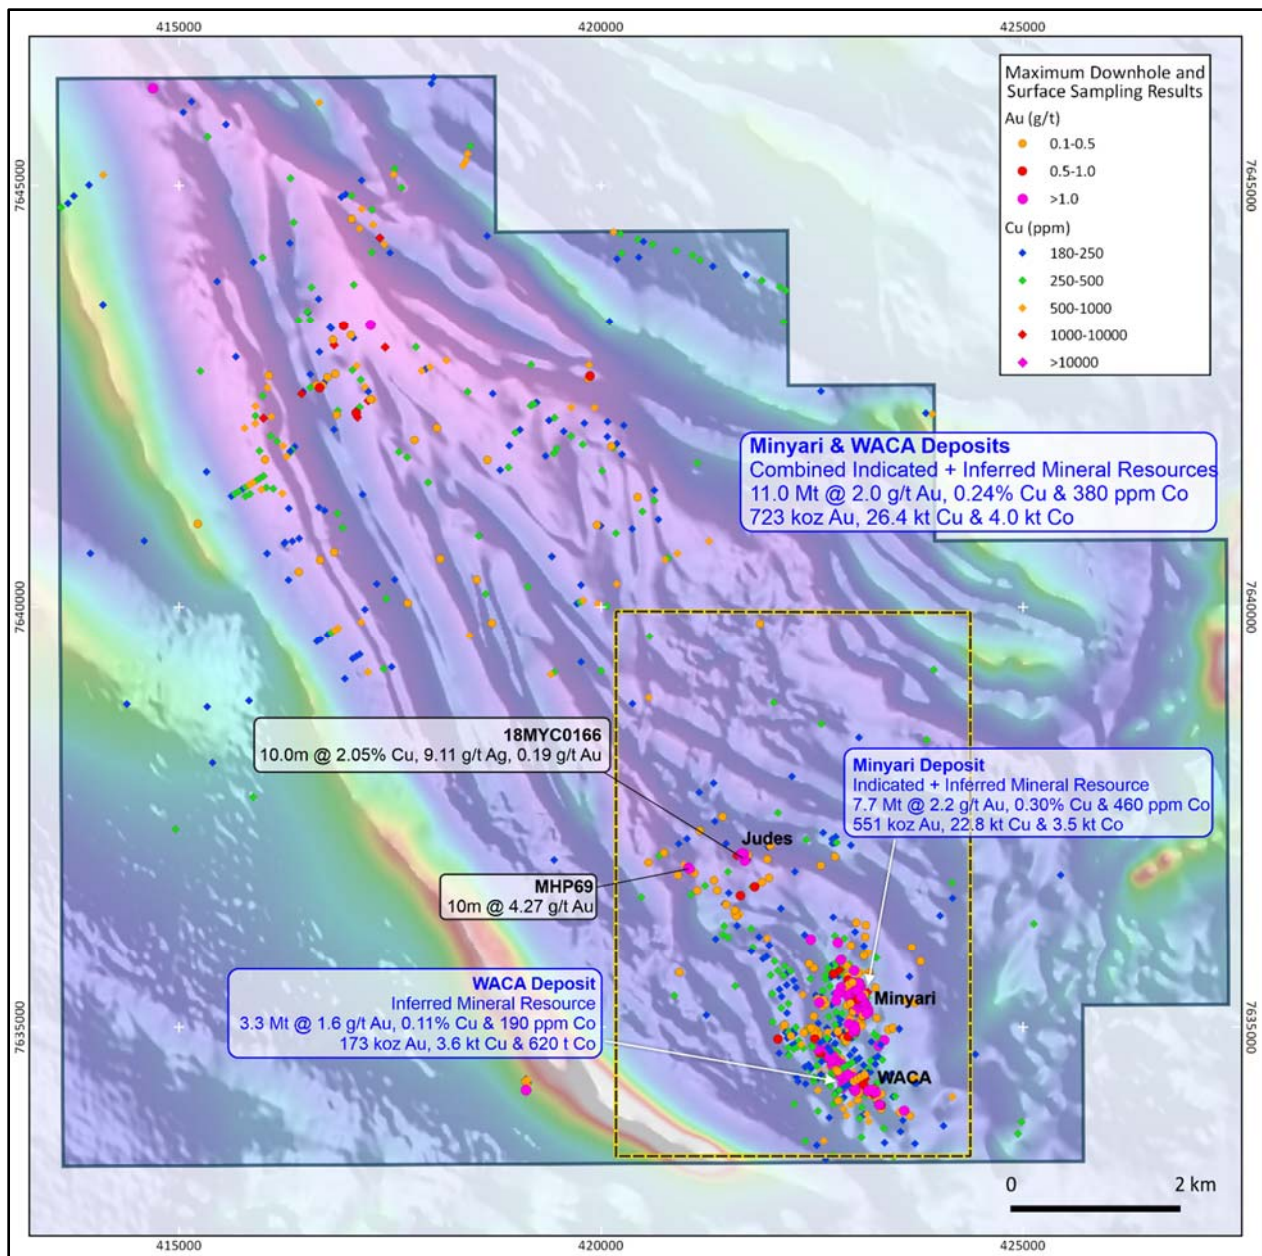 415000
420000
425000
Maximum Downhole and
Surface Sampling Results
Au (g/t)
0.1-0.5
0.5-1.0
>1.0
Cu (ppm)
180-250
250-500
500-1000
1000-10000
>10000
7645000
7645000
Minyari & WACA Deposits
Combined Indicated + Inferred Mineral Resources
11.0 Mt @ 2.0 g/t Au, 0.24% Cu & 380 ppm Co
723 koz Au, 26.4 kt Cu & 4.0 kt Co
7640000
7640000
18MYC0166
10.0m @ 2.05% Cu, 9.11 g/t Ag, 0.19 g/t Au
Minyari Deposit
Indicated + Inferred Mineral Resource
7.7 Mt @ 2.2 g/t Au, 0.30% Cu & 460 ppm Co
551 koz Au, 22.8 kt Cu & 3.5 kt Co
Judes
MHP69
10m @ 4.27 g/t Au
WACA Deposit
Inferred Mineral Resource
3.3 Mt @ 1.6 g/t Au, 0.11% Cu & 190 ppm Co
173 koz Au, 3.6 kt Cu & 620 t Co
Minyari
7635000
7635000
WACA
0 2 km
415000
420000
425000